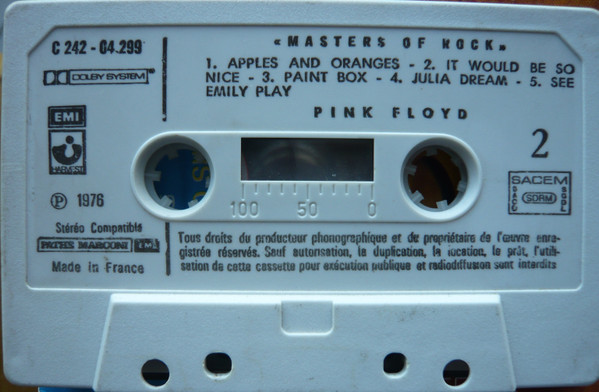 C 242 - 04.299
«MASTERS OF ROCK»
DOLBY SYSTEM
1. APPLES AND ORANGES - 2. IT WOULD BE SO
NICE - 3. PAINT BOX - 4. JULIA DREAM - 5. SEE
EMILY PLAY
EMI
PINK FLOYD
HARVEST
2
100 50 0
SACEM
SACD SDRM SGDL
Ⓟ 1976
Stéréo Compatible
PATHE MARCONI EMI
Made in France
Tous droits du producteur phonographique et du propriétaire de l'œuvre enre-
gistrée réservés. Sauf autorisation, la duplication, la location, le prêt, l'utili-
sation de cette cassette pour exécution publique et radiodiffusion sont interdits